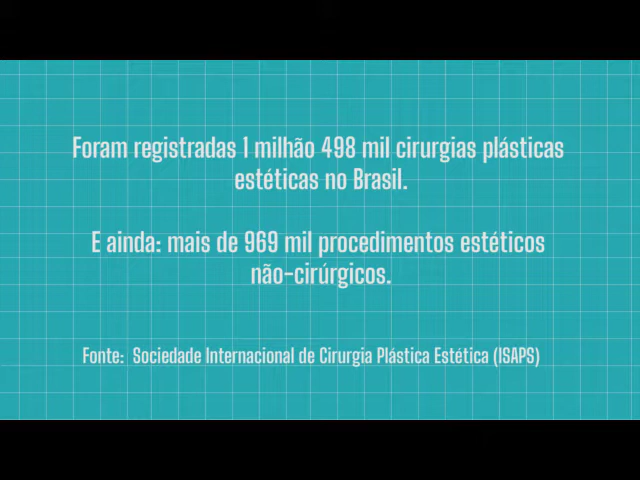 Foram registradas 1 milhão 498 mil cirurgias plásticas
estéticas no Brasil.
E ainda: mais de 969 mil procedimentos estéticos
não-cirúrgicos.
Fonte: Sociedade Internacional de Cirurgia Plástica Estética (ISAPS)